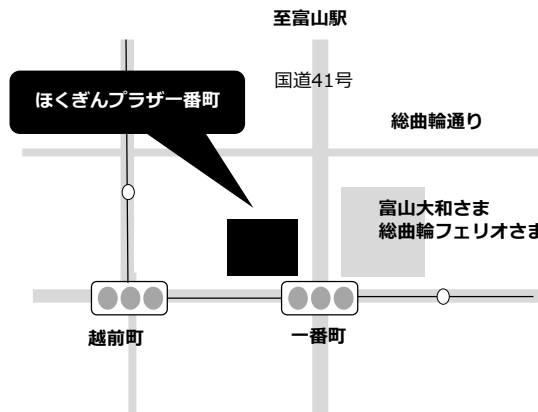 至富山駅
国道41号
ほくぎんプラザ一番町
総曲輪通り
富山大和さま
総曲輪フェリオさま
越前町
一番町